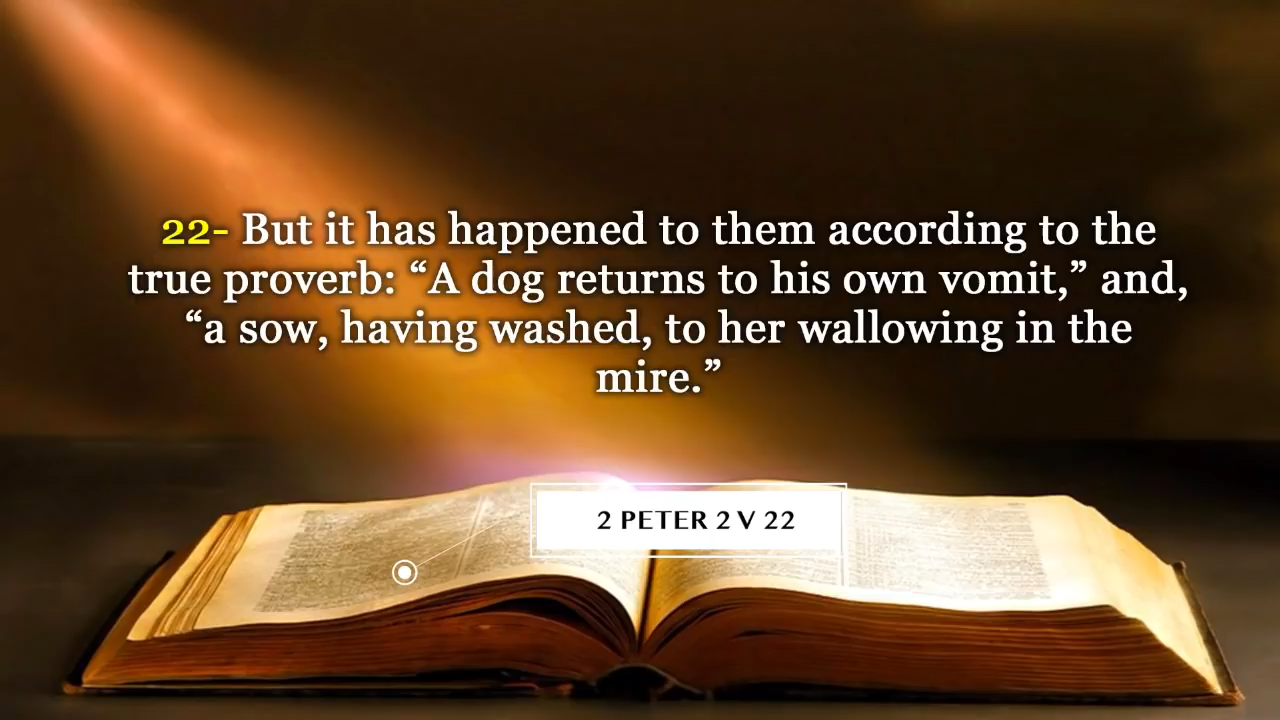 22- But it has happened to them according to the
true proverb: “A dog returns to his own vomit,” and,
“a sow, having washed, to her wallowing in the
mire.”
2 PETER 2 V 22